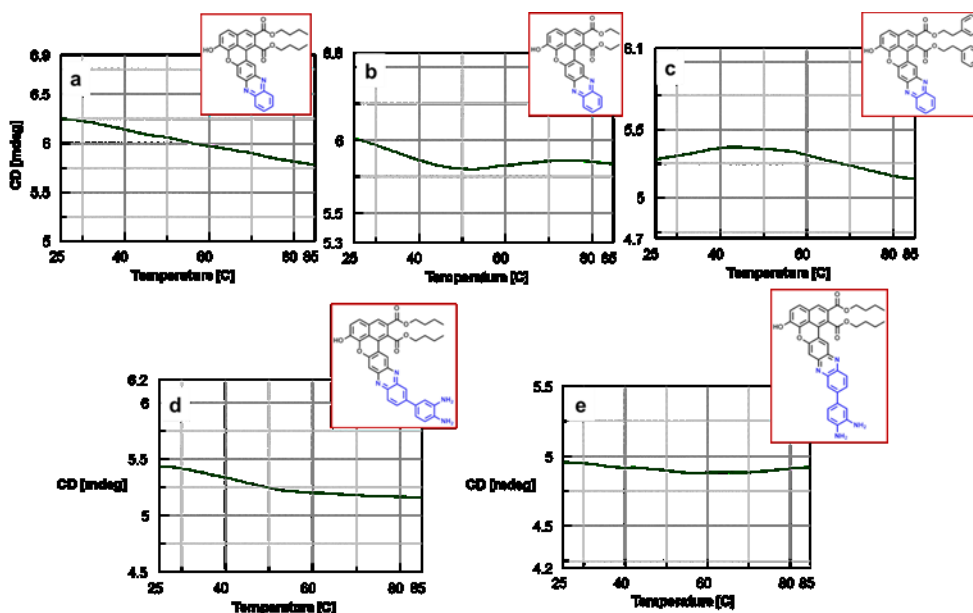 a
CD [mdeg]
6.9
6.5
6
5.5
5
25
40
60
80 85
Temperature [C]
O
O
O
O
HO
O
N
N
b
6.8
6
5.5
5.3
25
40
60
80 85
Temperature [C]
O
O
O
O
HO
O
N
N
c
6.1
5.5
5
4.7
25
40
60
80 85
Temperature [C]
O
O
O
O
HO
O
N
N
d
CD [mdeg]
6.2
6
5.5
5
4.5
25
40
60
80 85
Temperature [C]
O
O
O
O
HO
O
N
N
NH2
NH2
e
CD [mdeg]
5.5
5
4.5
4.2
25
40
60
80 85
Temperature [C]
O
O
O
O
HO
O
N
N
NH2
NH2